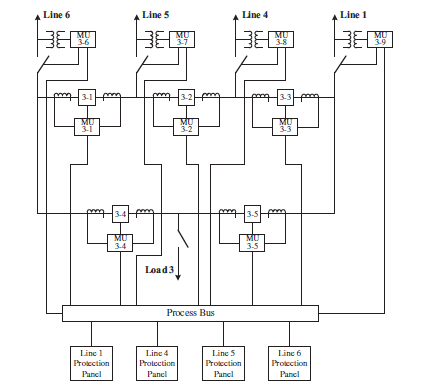 Line 6
Line 5
Line 4
Line 1
MU
3-6
MU
3-7
MU
3-8
MU
3-9
3-1
3-2
3-3
MU
3-1
MU
3-2
MU
3-3
3-4
3-5
MU
3-4
MU
3-5
Load 3
Process Bus
Line 1
Protection
Panel
Line 4
Protection
Panel
Line 5
Protection
Panel
Line 6
Protection
Panel